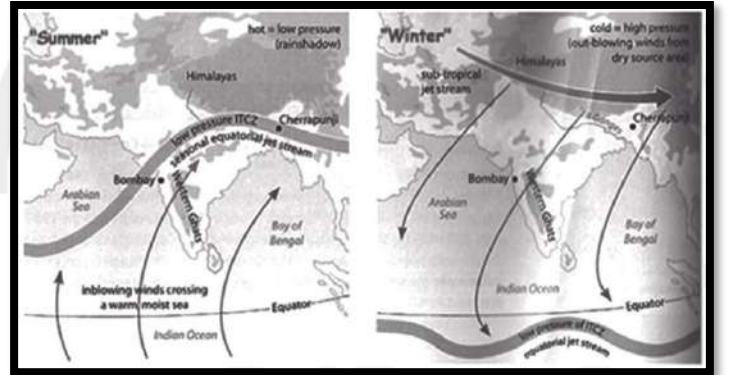 "Summer"
hot = low pressure
(rainshadow)
Himalayas
low pressure ITCZ
seasonal equatorial jet stream
Cherrapunji
Bombay
Western Ghats
Arabian
Sea
Bay of
Bengal
inblowing winds crossing
a warm, moist sea
Equator
Indian Ocean
"Winter"
cold = high pressure
(out-blowing winds from
dry source area)
Himalayas
sub-tropical
jet stream
Ganges
Cherrapunji
Bombay
Western Ghats
Arabian
Sea
Bay of
Bengal
Indian Ocean
Equator
low pressure of ITCZ
equatorial jet stream